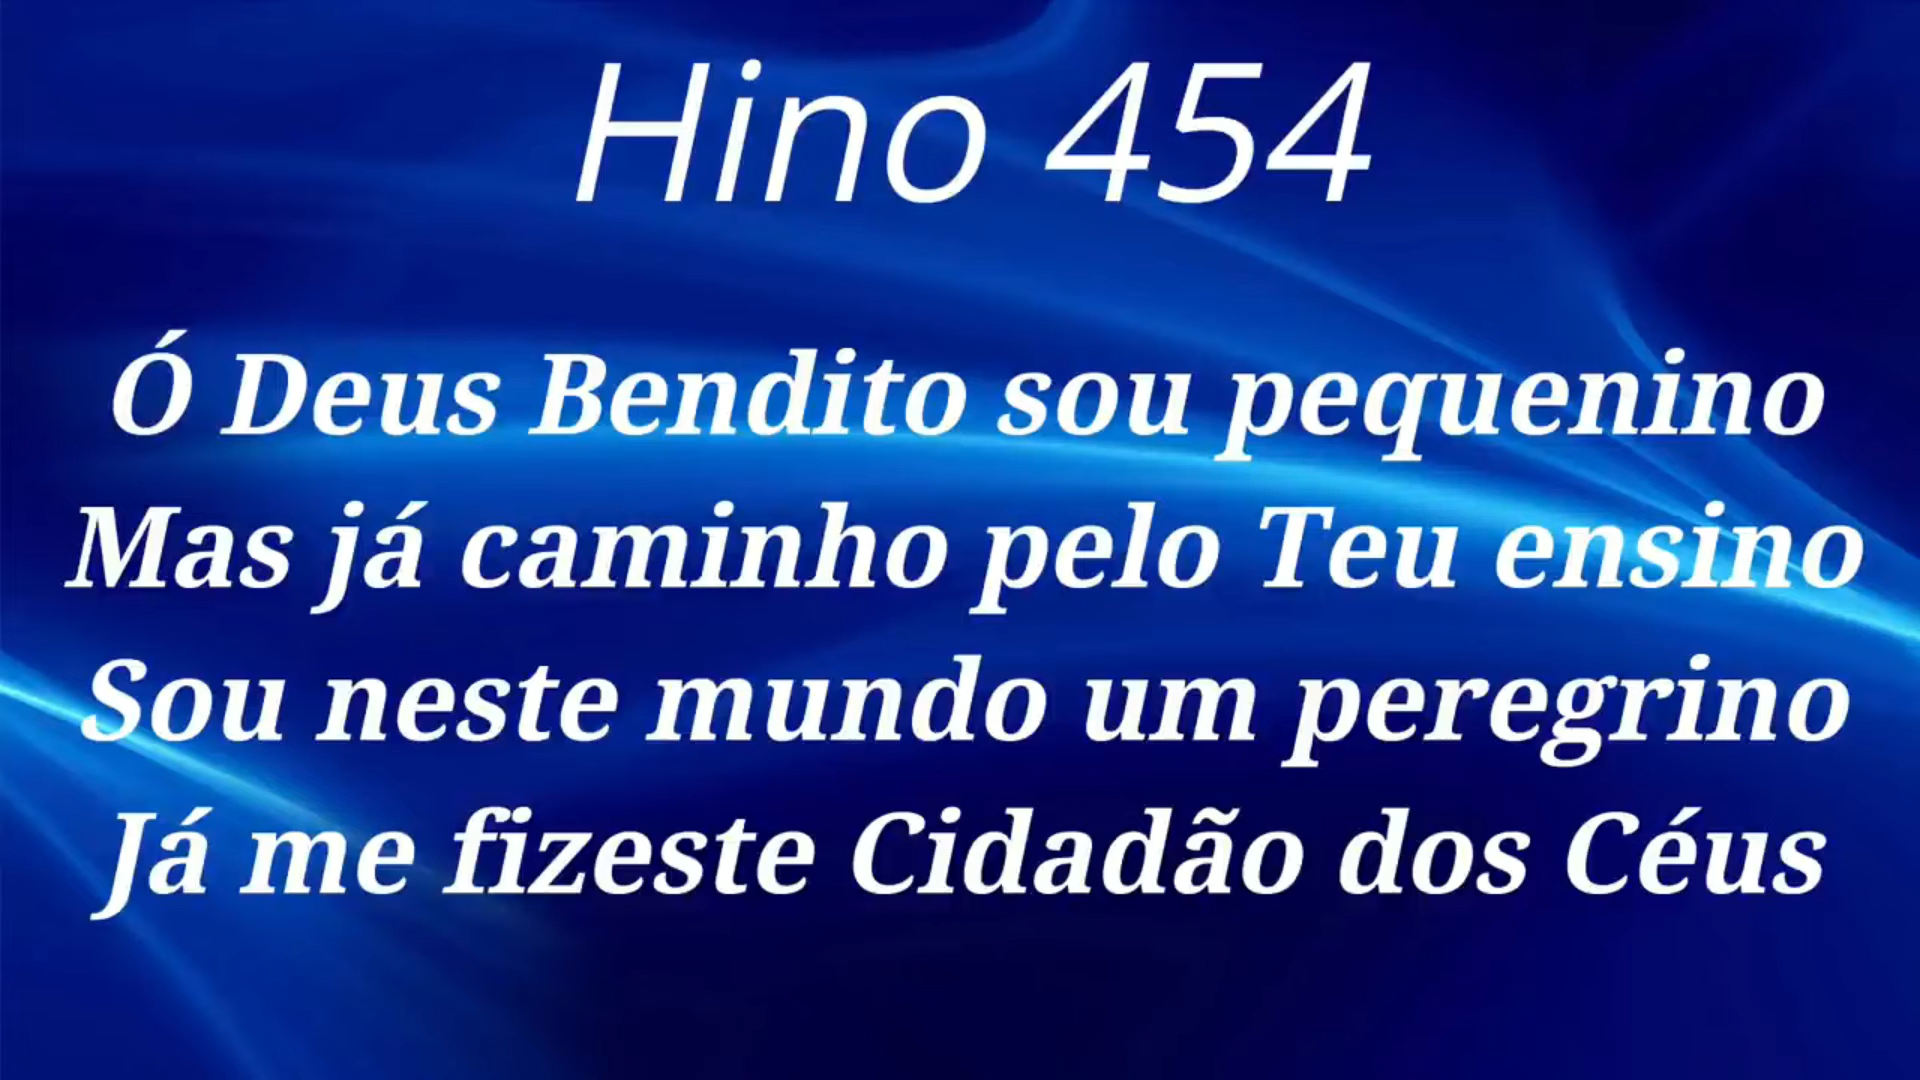 Hino 454
Ó Deus Bendito sou pequenino
Mas já caminho pelo Teu ensino
Sou neste mundo um peregrino
Já me fizeste Cidadão dos Céus